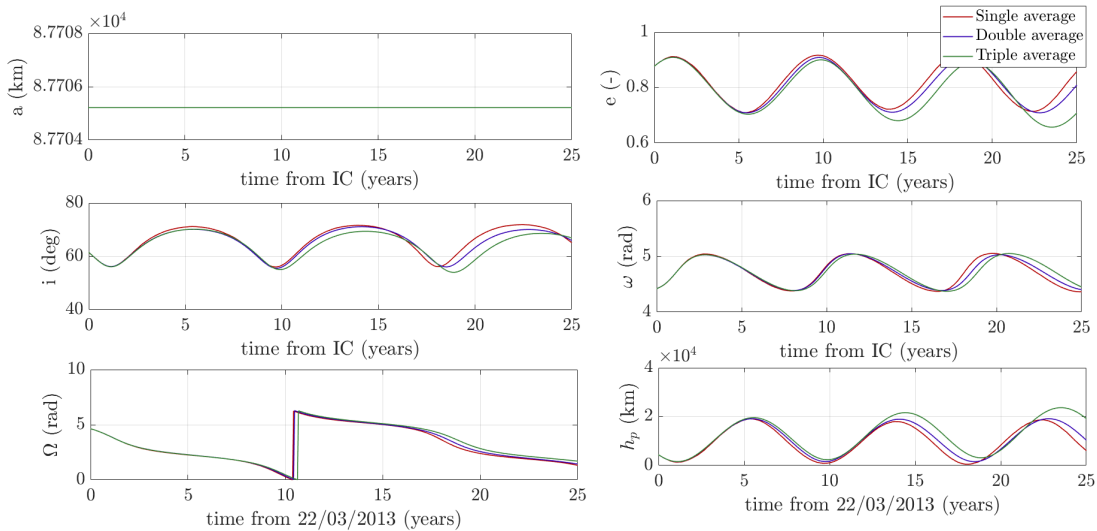 ×10⁴
8.7708
8.7706
8.7704
a (km)
0 5 10 15 20 25
time from IC (years)
1
0.8
0.6
e (-)
0 5 10 15 20 25
time from IC (years)
Single average
Double average
Triple average
80
60
40
i (deg)
0 5 10 15 20 25
time from IC (years)
6
5
4
ω (rad)
0 5 10 15 20 25
time from IC (years)
10
5
0
Ω (rad)
0 5 10 15 20 25
time from 22/03/2013 (years)
×10⁴
4
2
0
hₚ (km)
0 5 10 15 20 25
time from 22/03/2013 (years)